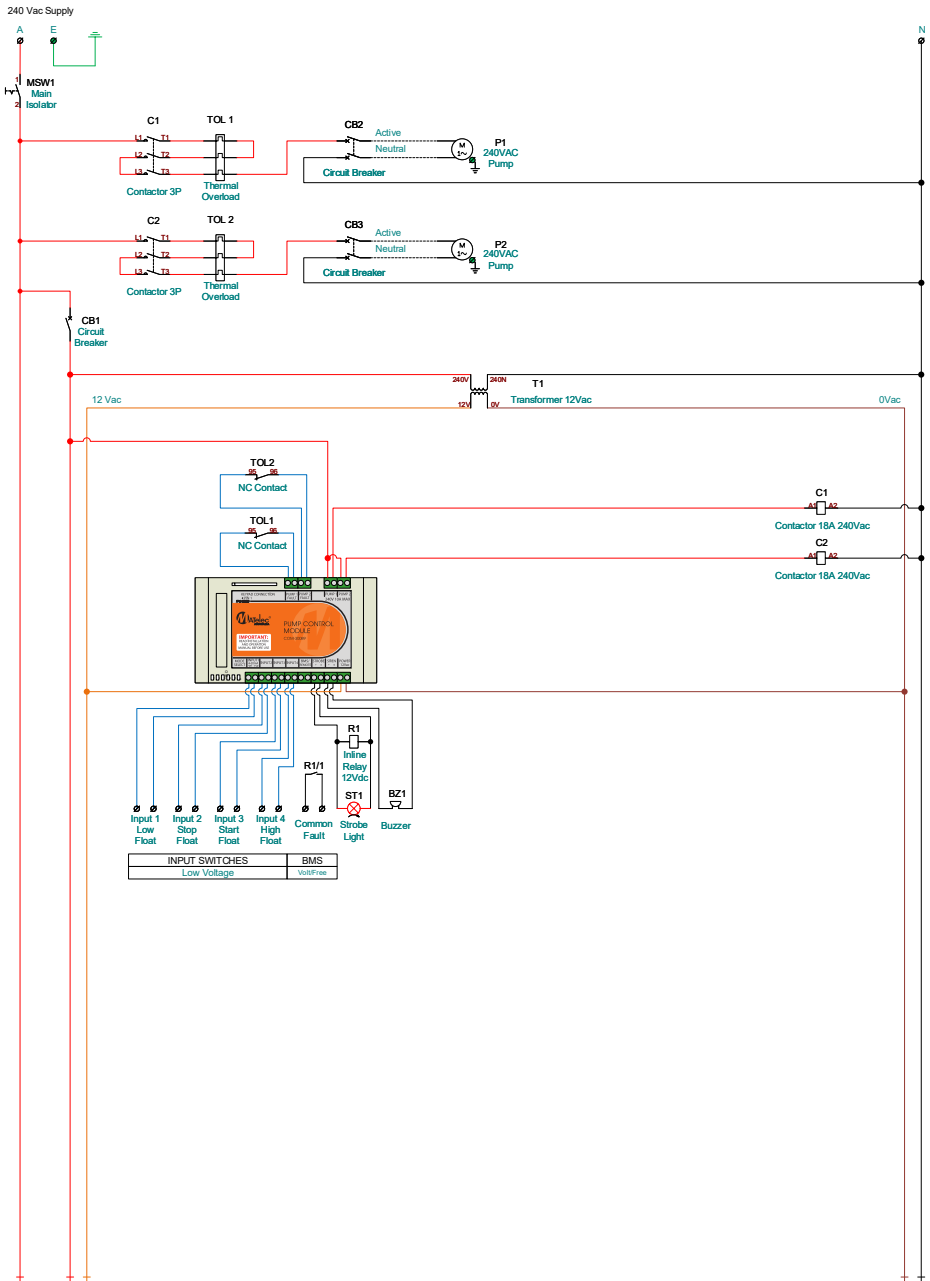 240 Vac Supply
A E N
1
MSW1
Main
Isolator
2
C1
TOL 1
L1 T1
L2 T2
L3 T3
Contactor 3P
Thermal
Overload
CB2
Active
Neutral
Circuit Breaker
M
1~
P1
240VAC
Pump
C2
TOL 2
L1 T1
L2 T2
L3 T3
Contactor 3P
Thermal
Overload
CB3
Active
Neutral
Circuit Breaker
M
1~
P2
240VAC
Pump
CB1
Circuit
Breaker
240V 240N
T1
12 Vac
12V 0V
Transformer 12Vac
0Vac
TOL2
95 96
NC Contact
TOL1
95 96
NC Contact
C1
A1 A2
Contactor 18A 240Vac
C2
A1 A2
Contactor 18A 240Vac
PUMP CONTROL
MODULE
IMPORTANT:
R1
Inline
Relay
12Vdc
R1/1
ST1
BZ1
Input 1
Low
Float
Input 2
Stop
Float
Input 3
Start
Float
Input 4
High
Float
Common
Fault
Strobe
Light
Buzzer
INPUT SWITCHES BMS
Low Voltage Volt/Free